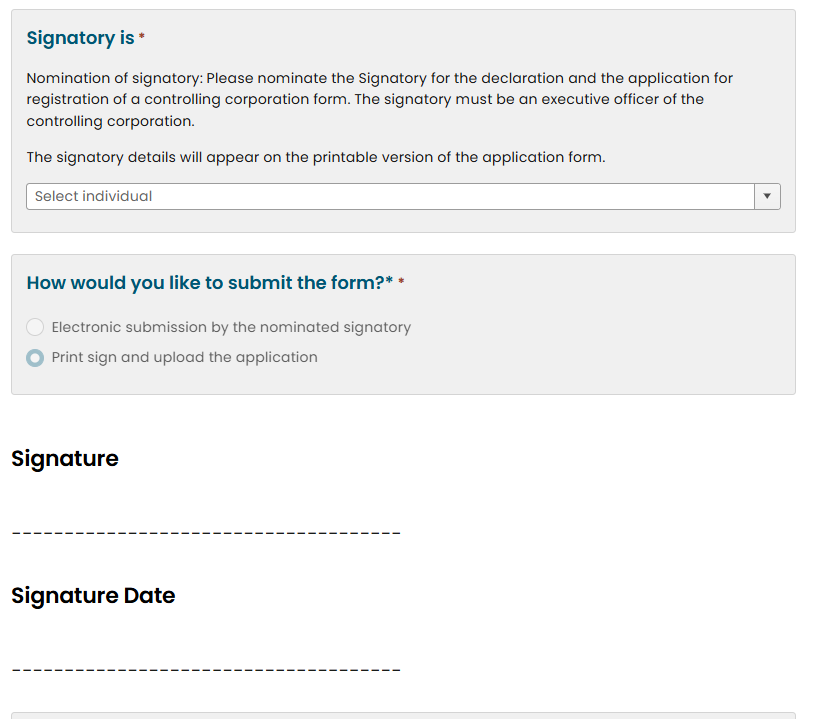 Signatory is *
Nomination of signatory: Please nominate the Signatory for the declaration and the application for
registration of a controlling corporation form. The signatory must be an executive officer of the
controlling corporation.
The signatory details will appear on the printable version of the application form.
Select individual
How would you like to submit the form?* *
Electronic submission by the nominated signatory
Print sign and upload the application
Signature
_____________________________________
Signature Date
_____________________________________